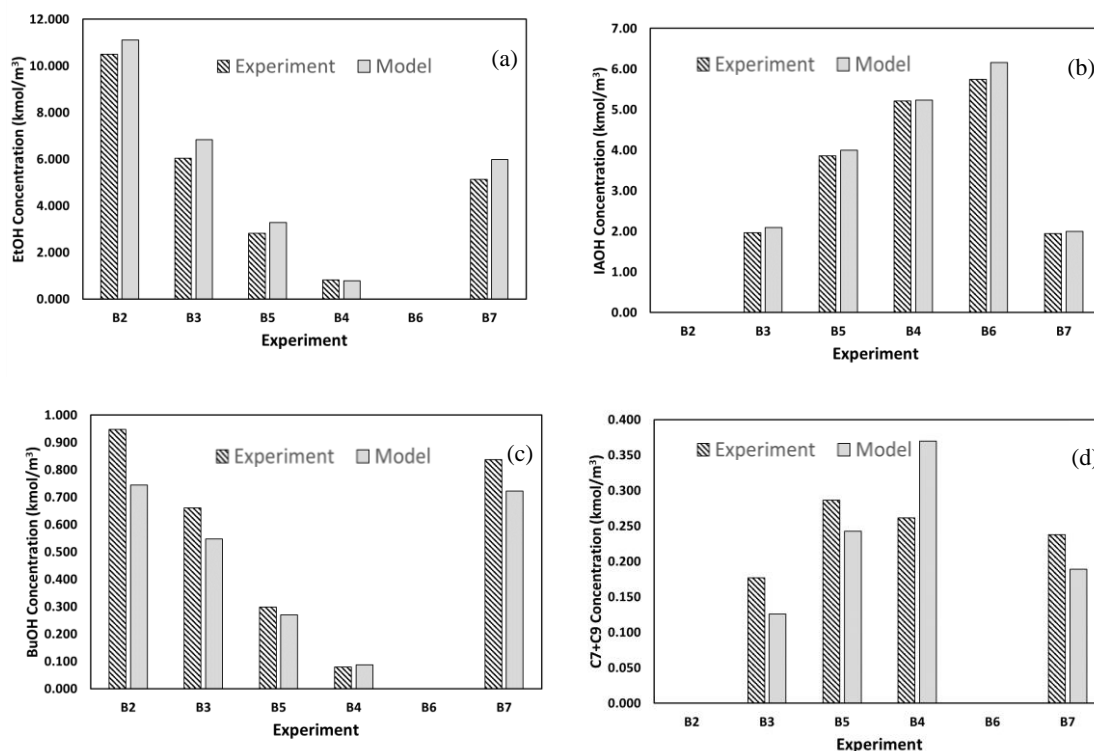 12.000
10.000
8.000
6.000
4.000
2.000
0.000
EtOH Concentration (kmol/m³)
Experiment Model
(a)
B2 B3 B5 B4 B6 B7
Experiment
7.00
6.00
5.00
4.00
3.00
2.00
1.00
0.00
IAOH Concentration (kmol/m³)
Experiment Model
(b)
B2 B3 B5 B4 B6 B7
Experiment
1.000
0.900
0.800
0.700
0.600
0.500
0.400
0.300
0.200
0.100
0.000
BuOH Concentration (kmol/m³)
Experiment Model
(c)
B2 B3 B5 B4 B6 B7
Experiment
0.400
0.350
0.300
0.250
0.200
0.150
0.100
0.050
0.000
C7+C9 Concentration (kmol/m³)
Experiment Model
(d)
B2 B3 B5 B4 B6 B7
Experiment